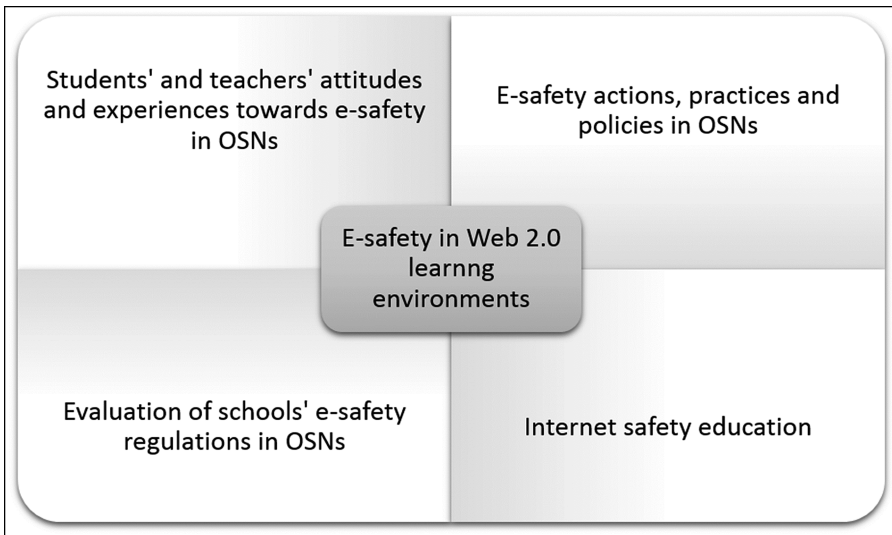 Students' and teachers' attitudes
and experiences towards e-safety
in OSNs
E-safety actions, practices and
policies in OSNs
E-safety in Web 2.0
learnng
environments
Evaluation of schools' e-safety
regulations in OSNs
Internet safety education